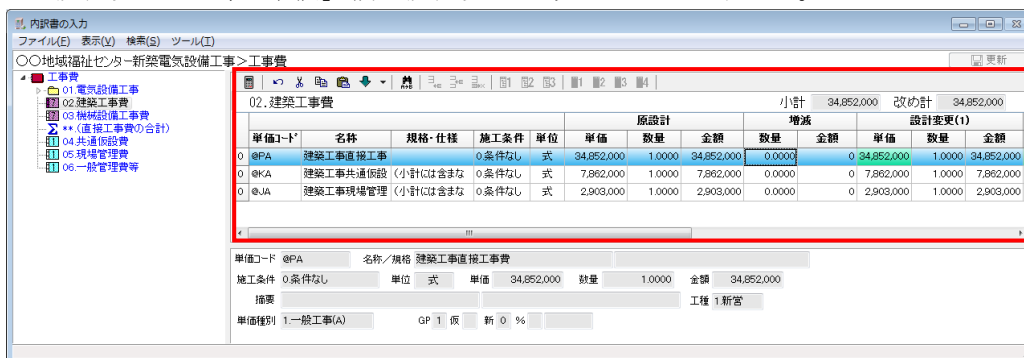 内訳書の入力
ファイル(F) 表示(V) 検索(S) ツール(T)
〇〇地域福祉センター新築電気設備工事＞工事費
更新
工事費
01.電気設備工事
02.建築工事費
03.機械設備工事費
**.(直接工事費の合計)
04.共通仮設費
05.現場管理費
06.一般管理費等
02.建築工事費 小計 34,852,000 改め計 34,852,000
原設計 増減 設計変更(1)
単価コード 名称 規格・仕様 施工条件 単位 単価 数量 金額 数量 金額 単価 数量 金額
0 @PA 建築工事直接工事 0.条件なし 式 34,852,000 1.0000 34,852,000 0.0000 0 34,852,000 1.0000 34,852,000
0 @KA 建築工事共通仮設 (小計には含まな 0.条件なし 式 7,862,000 1.0000 7,862,000 0.0000 0 7,862,000 1.0000 7,862,000
0 @JA 建築工事現場管理 (小計には含まな 0.条件なし 式 2,903,000 1.0000 2,903,000 0.0000 0 2,903,000 1.0000 2,903,000
単価コード @PA 名称／規格 建築工事直接工事費
施工条件 0.条件なし 単位 式 単価 34,852,000 数量 1.0000 金額 34,852,000
摘要 工種 1.新営
単価種別 1.一般工事(A) GP 1 仮 新 0 %